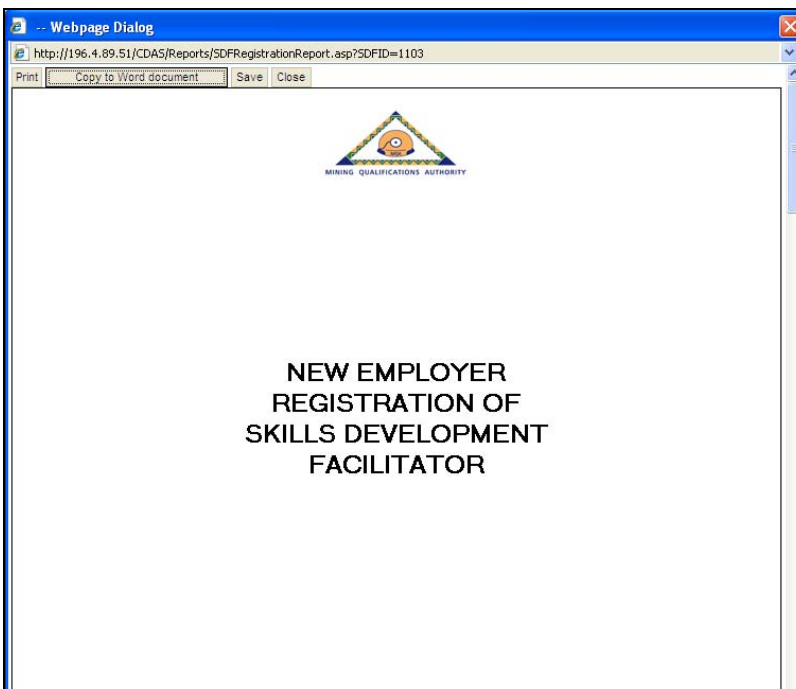 -- Webpage Dialog
http://196.4.89.51/CDAS/Reports/SDFRegistrationReport.asp?SDFID=1103
Print Copy to Word document Save Close
MQA
MINING QUALIFICATIONS AUTHORITY
NEW EMPLOYER
REGISTRATION OF
SKILLS DEVELOPMENT
FACILITATOR